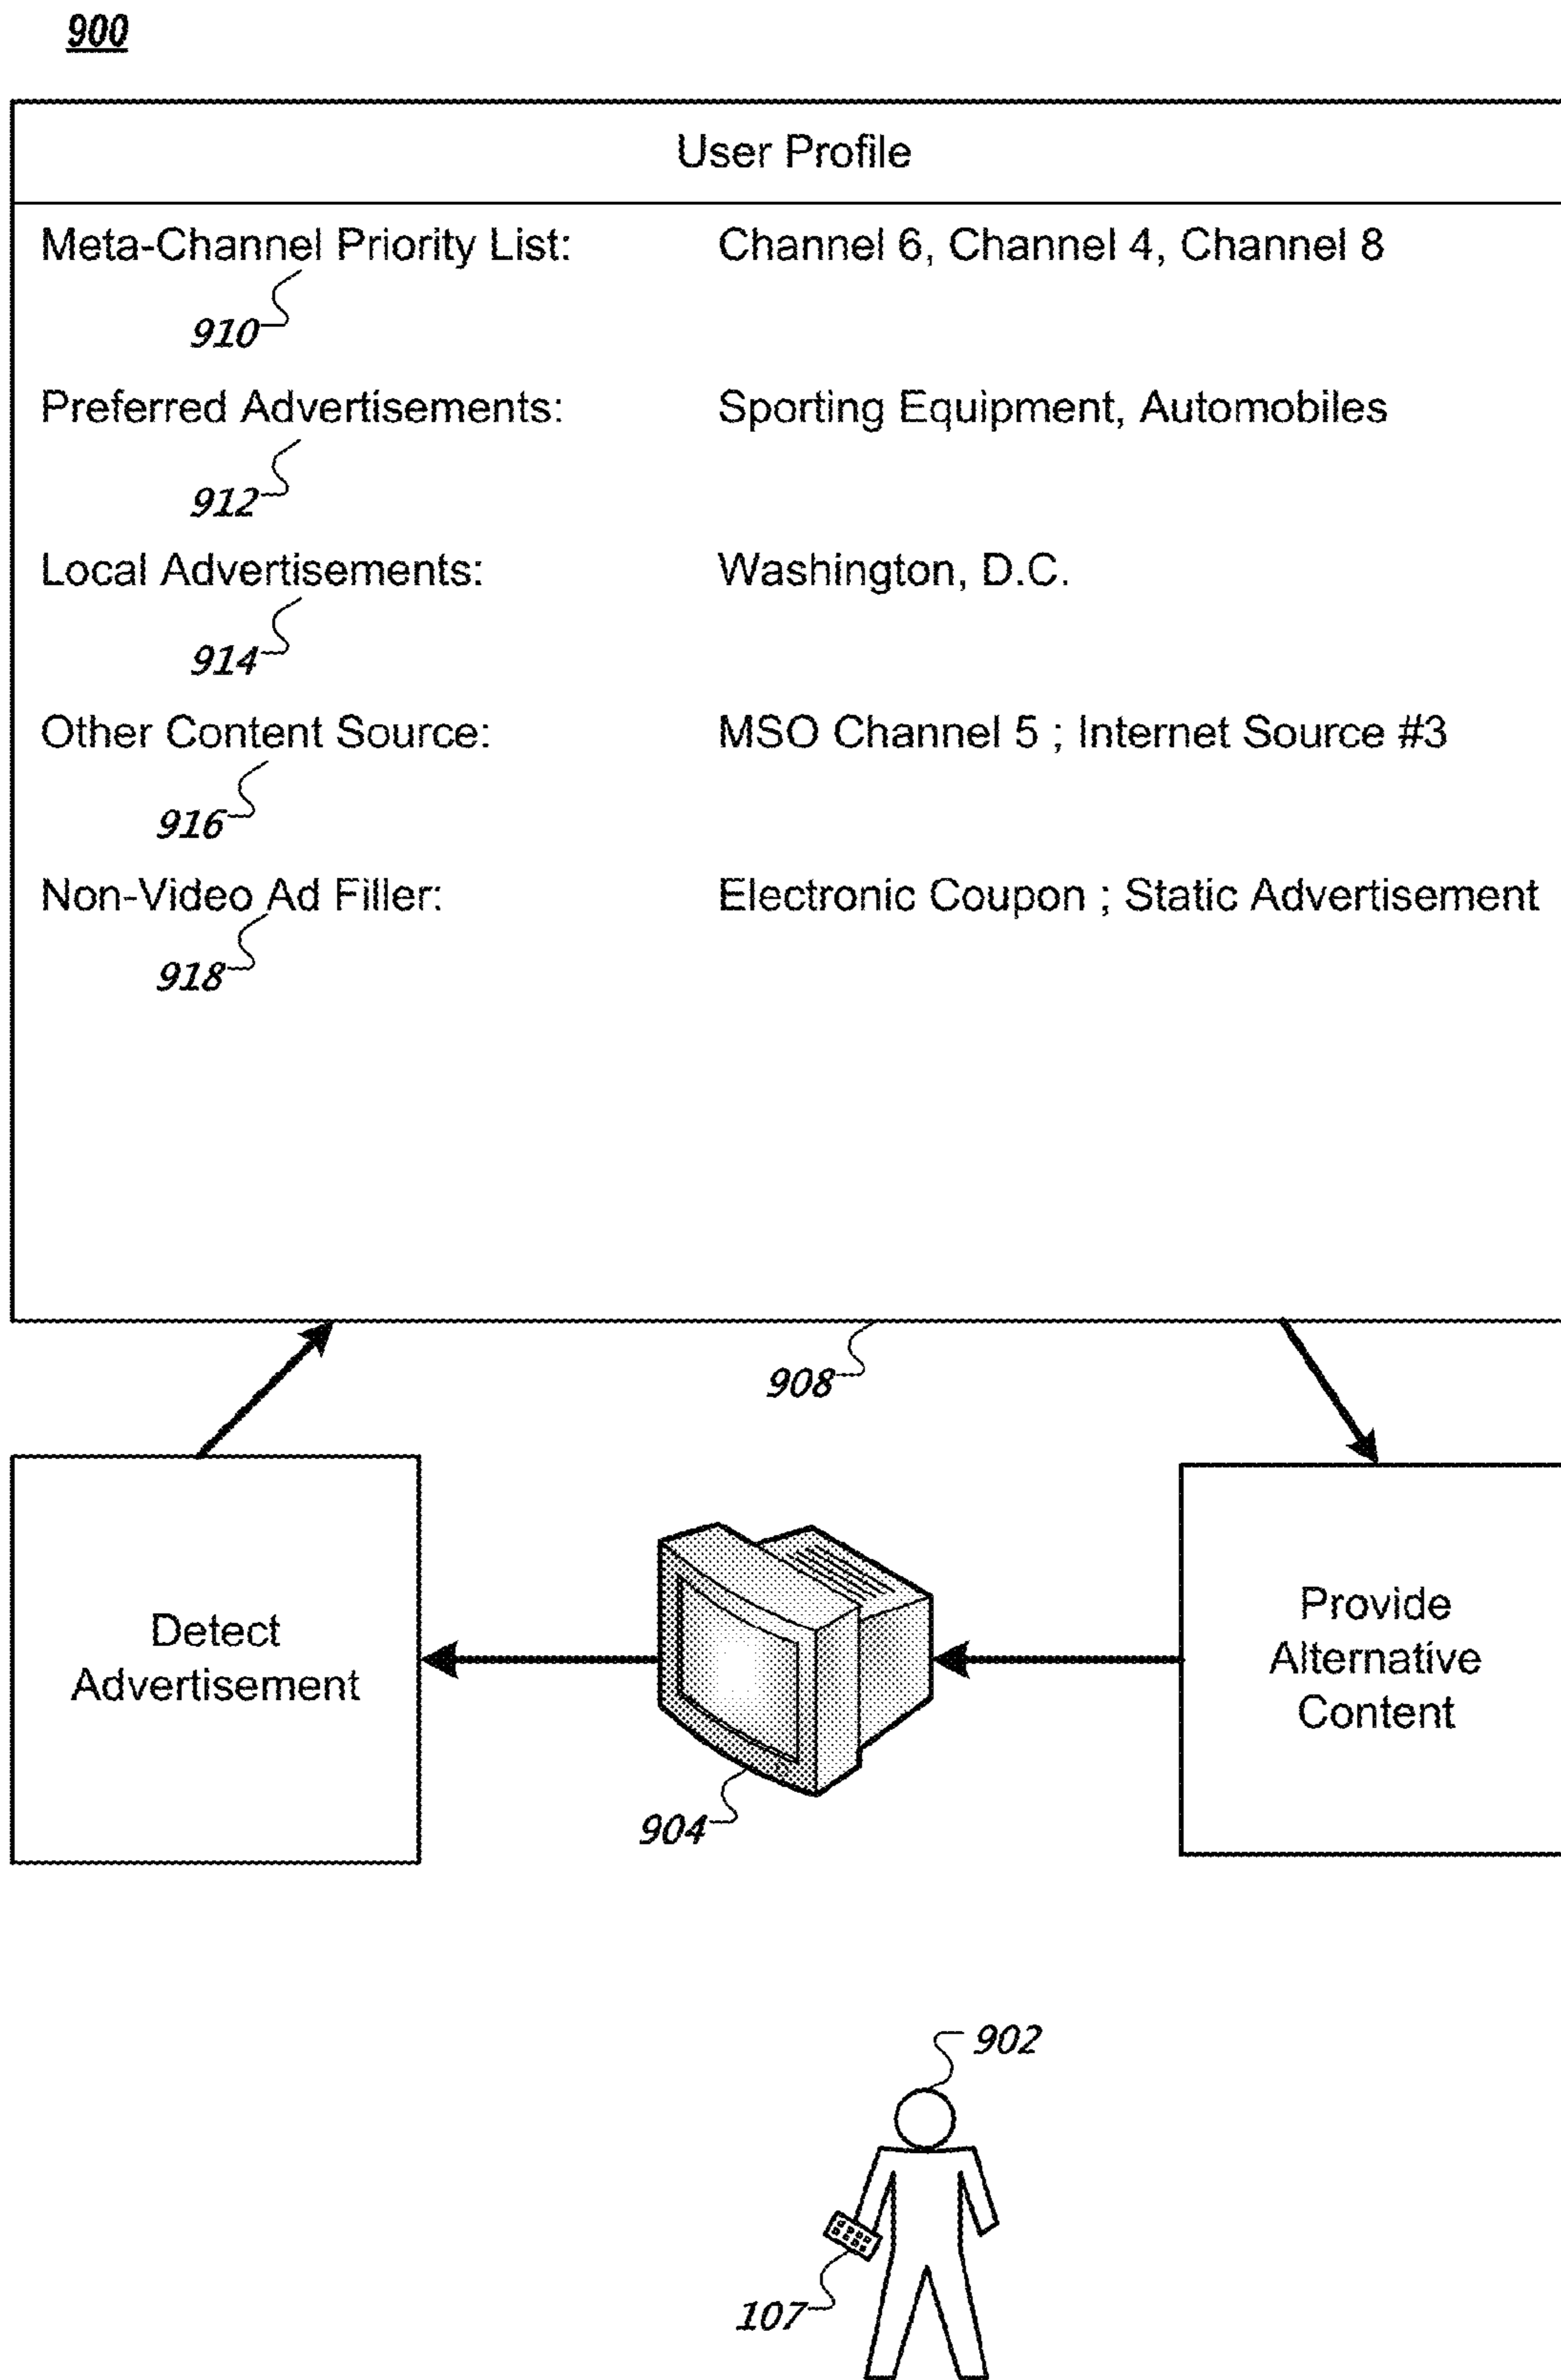 900
User Profile
Meta-Channel Priority List: Channel 6, Channel 4, Channel 8
910
Preferred Advertisements: Sporting Equipment, Automobiles
912
Local Advertisements: Washington, D.C.
914
Other Content Source: MSO Channel 5 ; Internet Source #3
916
Non-Video Ad Filler: Electronic Coupon ; Static Advertisement
918
908
Detect
Advertisement
904
Provide
Alternative
Content
902
107